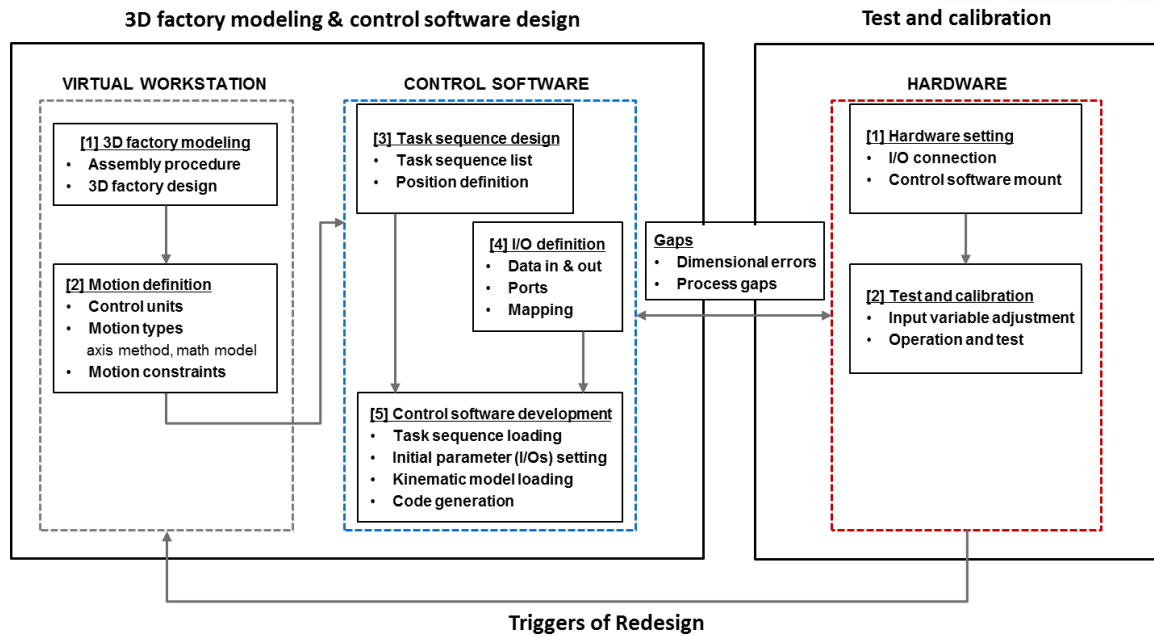 3D factory modeling & control software design
Test and calibration
VIRTUAL WORKSTATION
CONTROL SOFTWARE
HARDWARE
[1] 3D factory modeling
• Assembly procedure
• 3D factory design
[2] Motion definition
• Control units
• Motion types
axis method, math model
• Motion constraints
[3] Task sequence design
• Task sequence list
• Position definition
[4] I/O definition
• Data in & out
• Ports
• Mapping
[5] Control software development
• Task sequence loading
• Initial parameter (I/Os) setting
• Kinematic model loading
• Code generation
Gaps
• Dimensional errors
• Process gaps
[1] Hardware setting
• I/O connection
• Control software mount
[2] Test and calibration
• Input variable adjustment
• Operation and test
Triggers of Redesign